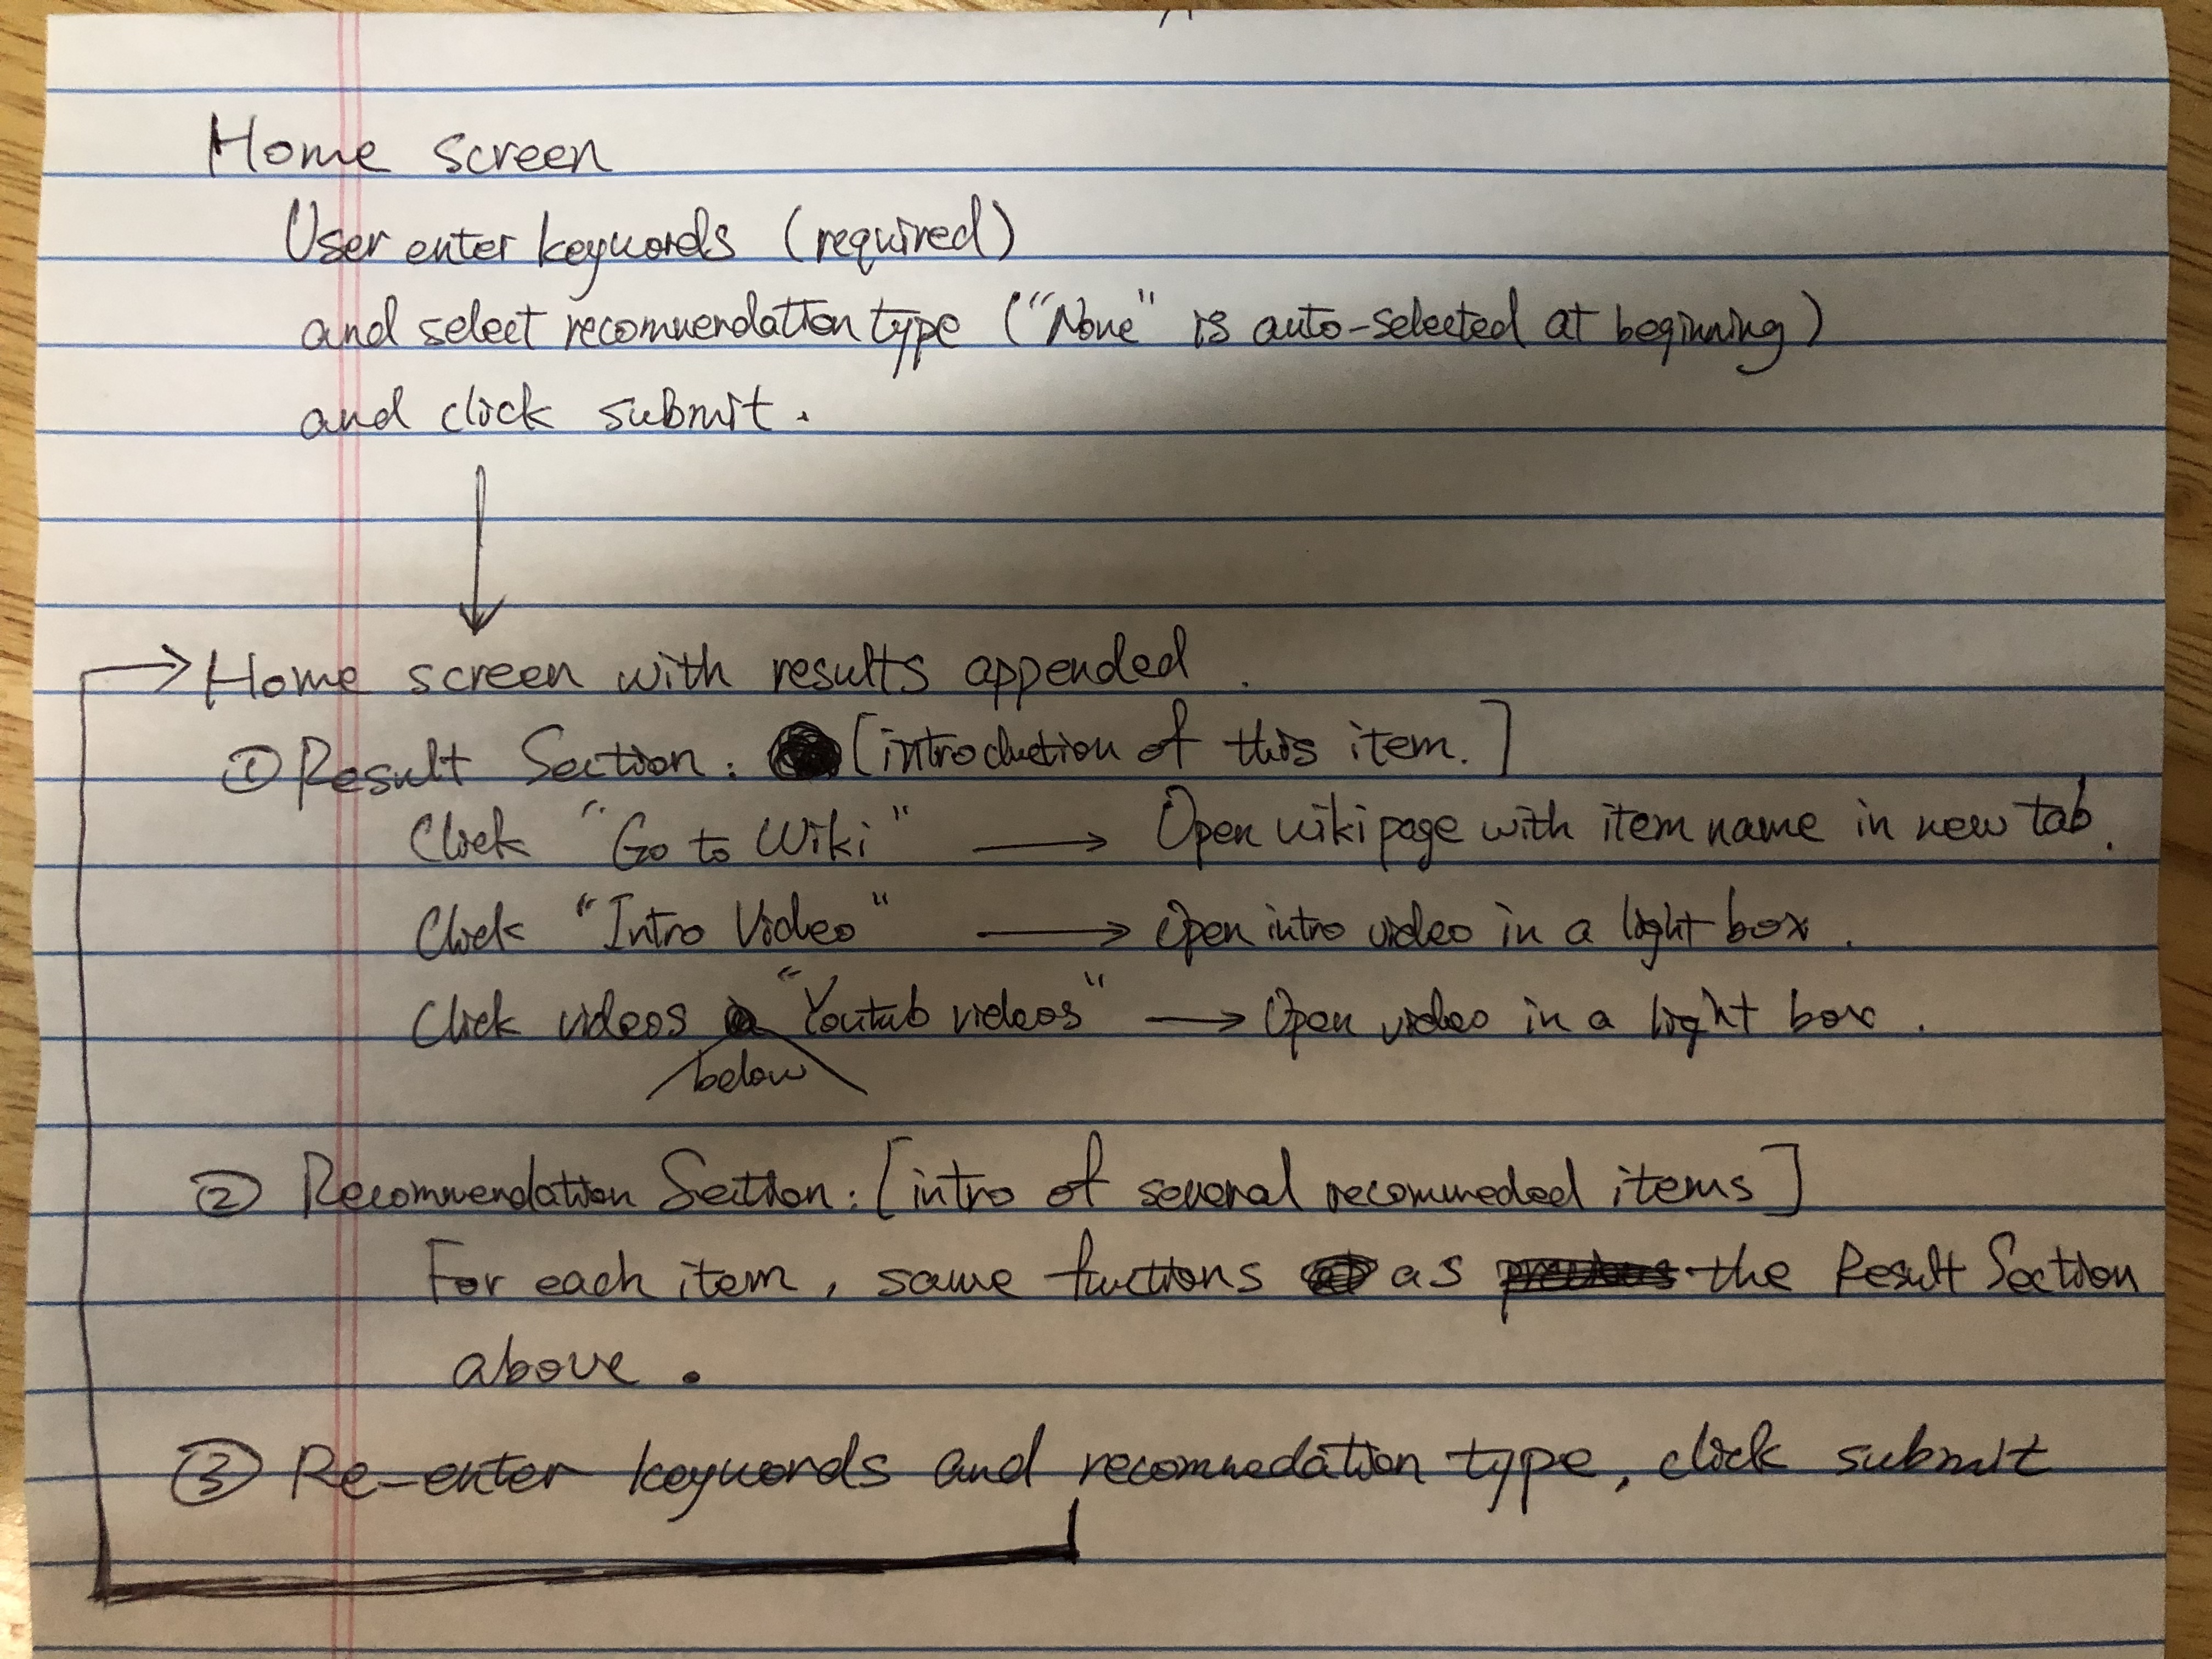 Home screen
User enter keywords (required)
and select recommendation type ("None" is auto-selected at beginning)
and click submit.
Home screen with results appended.
① Result Section: [introduction of this item.]
Click "Go to Wiki" → Open wiki page with item name in new tab.
Click "Intro Video" → Open intro video in a light box.
Click videos below "Youtub videos" → Open video in a light box.
② Recommendation Section: [intro of several recommeded items]
For each item, same fuctions as the Result Section
above.
③ Re-enter keywords and recommedation type, click submit